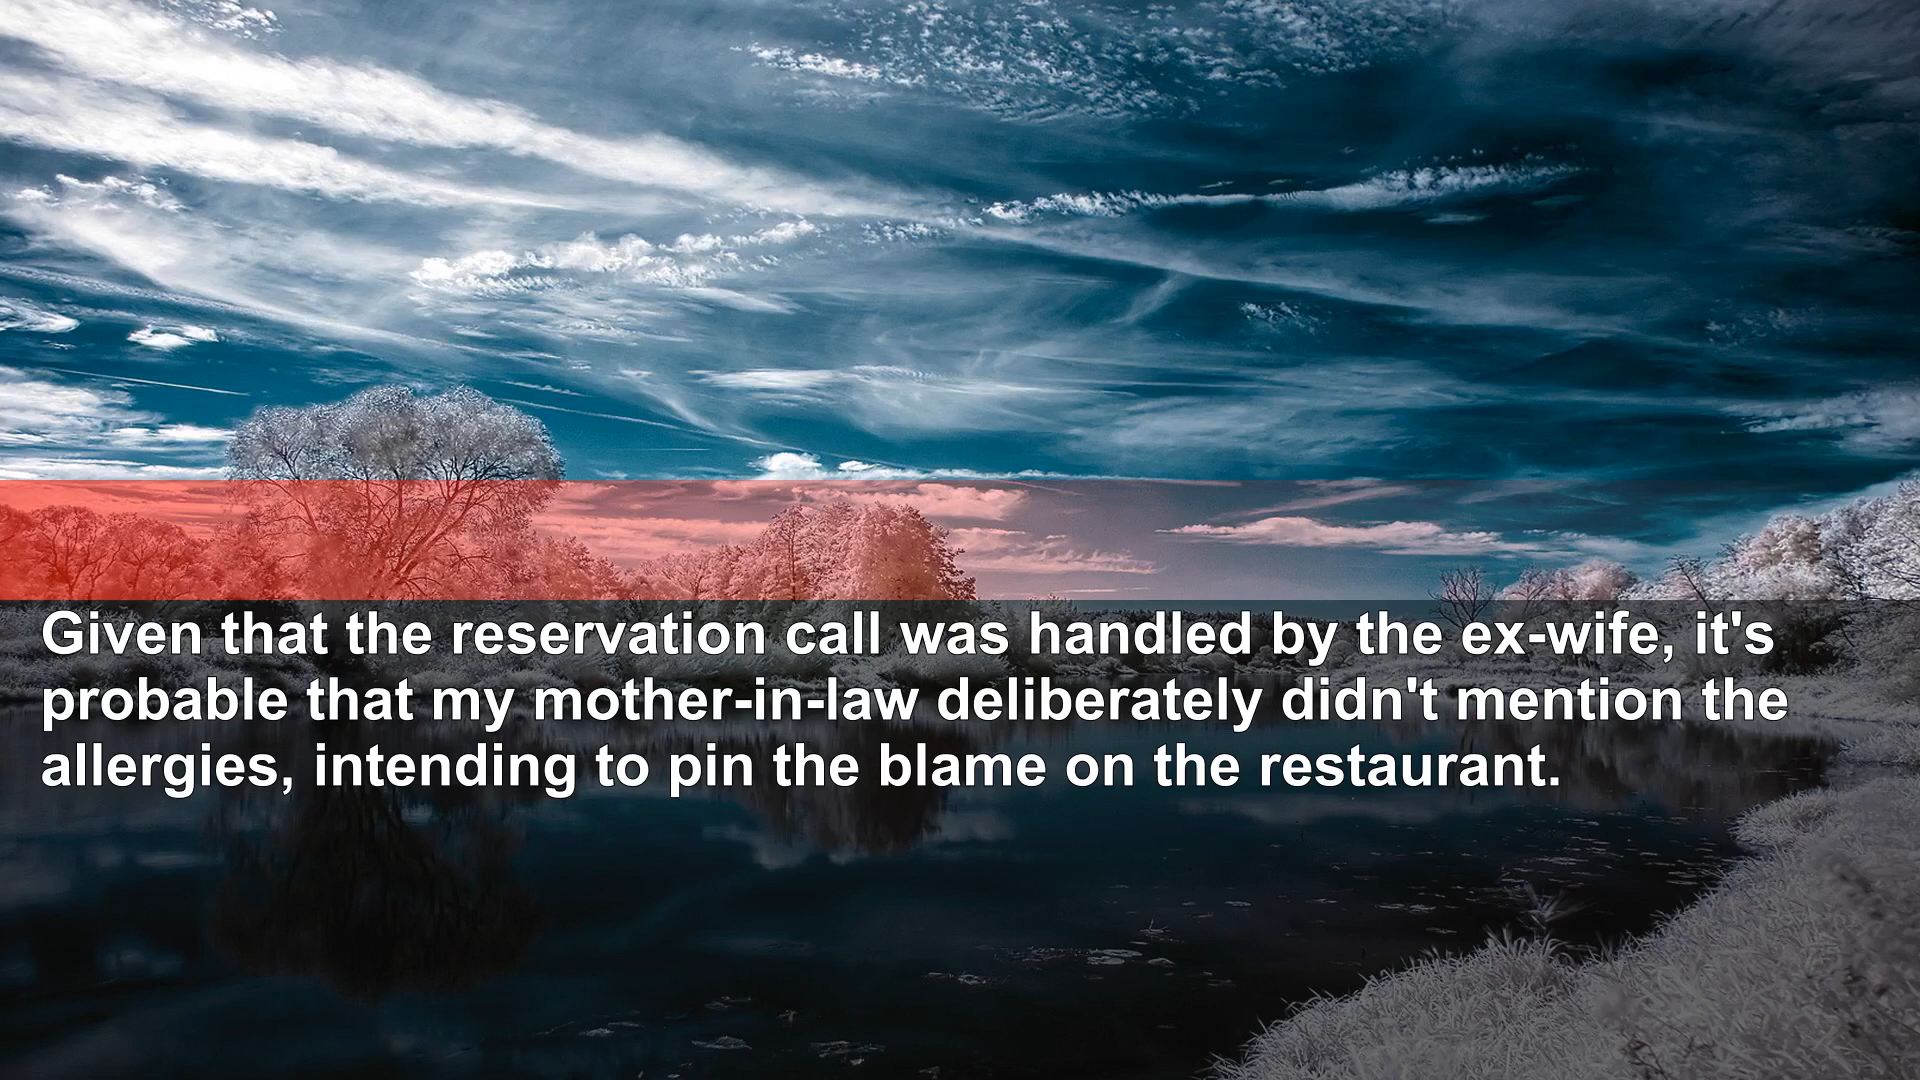 Given that the reservation call was handled by the ex-wife, it's
probable that my mother-in-law deliberately didn't mention the
allergies, intending to pin the blame on the restaurant.